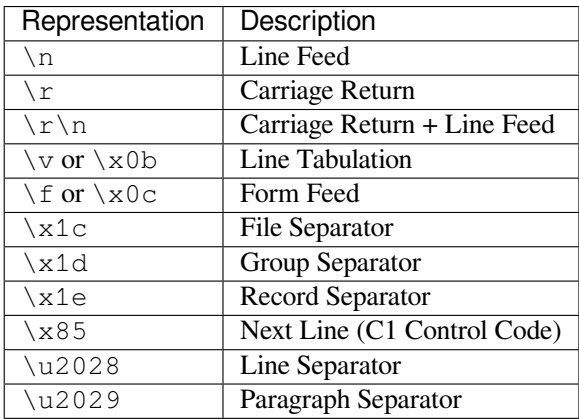 Representation Description
\n Line Feed
\r Carriage Return
\r\n Carriage Return + Line Feed
\v or \x0b Line Tabulation
\f or \x0c Form Feed
\x1c File Separator
\x1d Group Separator
\x1e Record Separator
\x85 Next Line (C1 Control Code)
\u2028 Line Separator
\u2029 Paragraph Separator